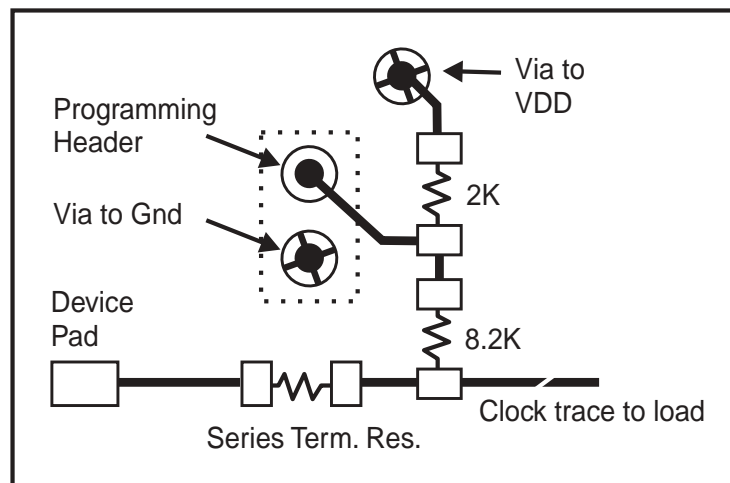 Via to
VDD
Programming
Header
2K
Via to Gnd
Device
Pad
8.2K
Clock trace to load
Series Term. Res.